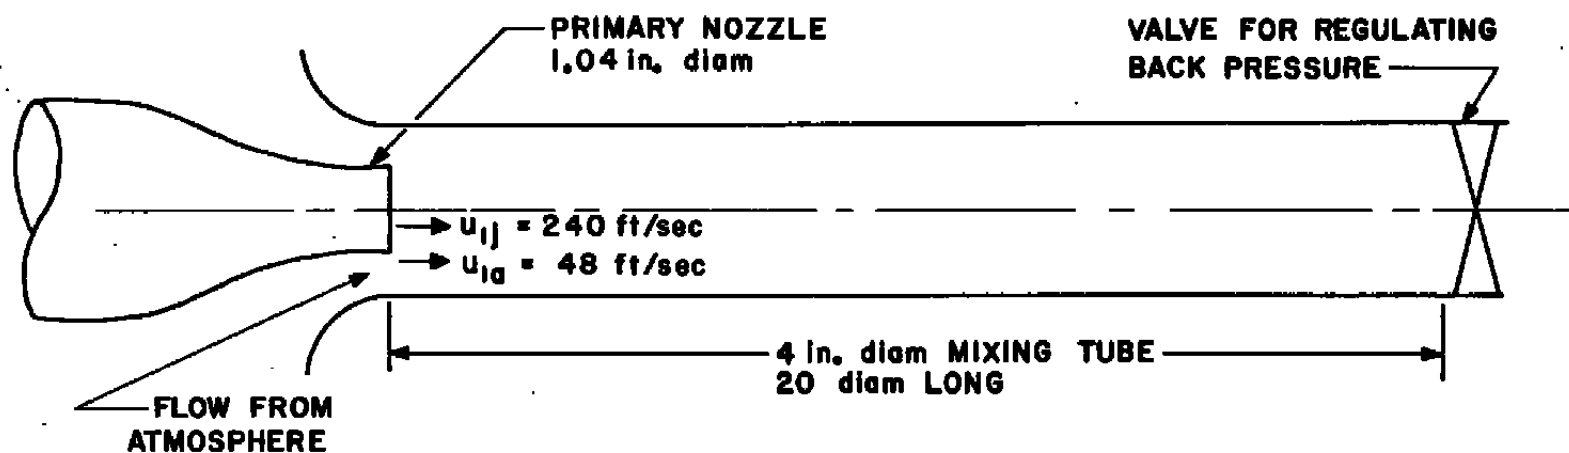 PRIMARY NOZZLE
1.04 in. diam
VALVE FOR REGULATING
BACK PRESSURE
u₁ⱼ = 240 ft/sec
u₁ₐ = 48 ft/sec
4 in. diam MIXING TUBE
20 diam LONG
FLOW FROM
ATMOSPHERE